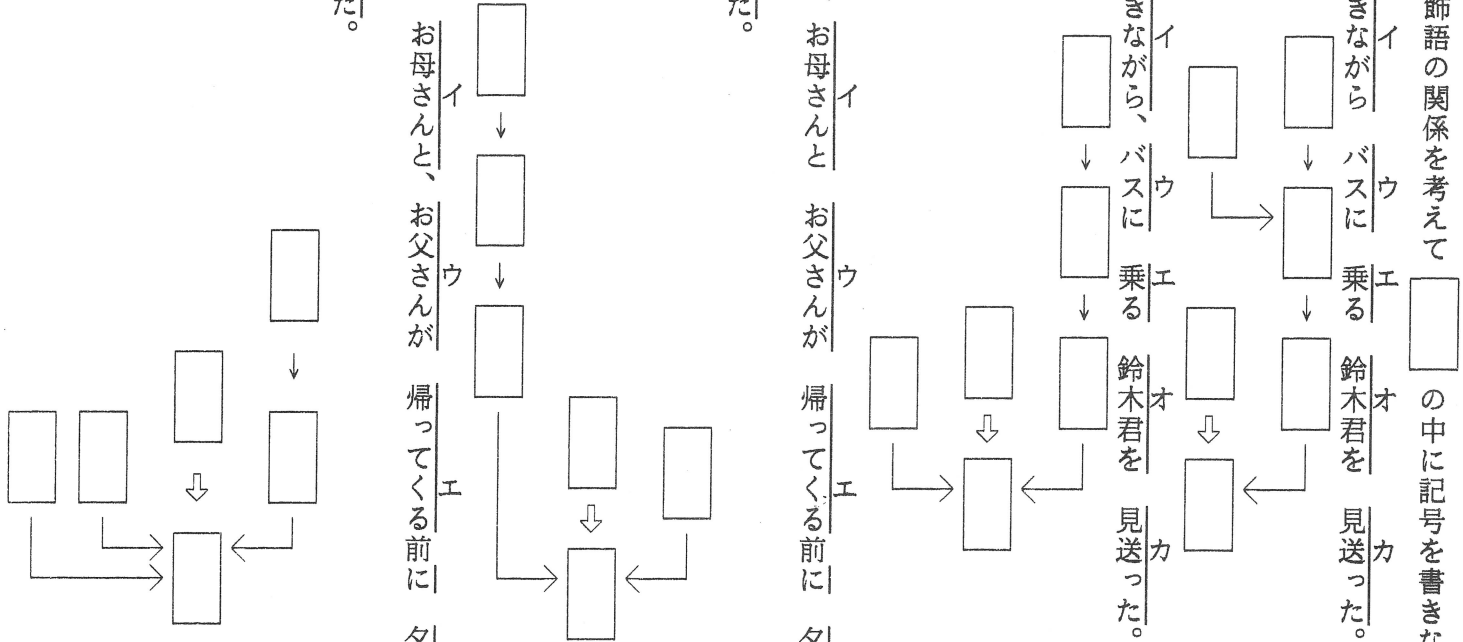 飾語の関係を考えて　の中に記号を書きな
きながら　バスに　乗る　鈴木君を　見送った。
イ　ウ　エ　オ　カ
きながら、バスに　乗る　鈴木君を　見送った。
イ　ウ　エ　オ　カ
お母さんと　お父さんが　帰ってくる前に　夕
イ　ウ　エ
た。
お母さんと、お父さんが　帰ってくる前に　夕
イ　ウ　エ
た。